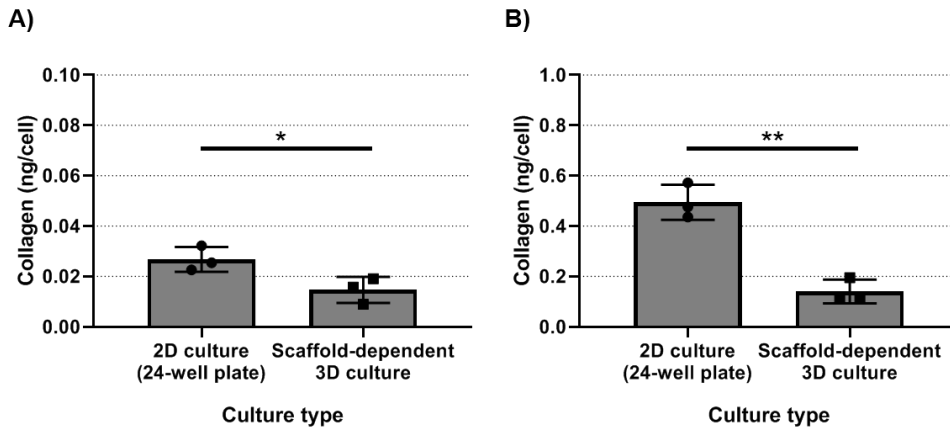 A)
Collagen (ng/cell)
0.10
0.08
0.06
0.04
0.02
0.00
*
2D culture
(24-well plate)
Scaffold-dependent
3D culture
Culture type
B)
Collagen (ng/cell)
1.0
0.8
0.6
0.4
0.2
0.0
**
2D culture
(24-well plate)
Scaffold-dependent
3D culture
Culture type